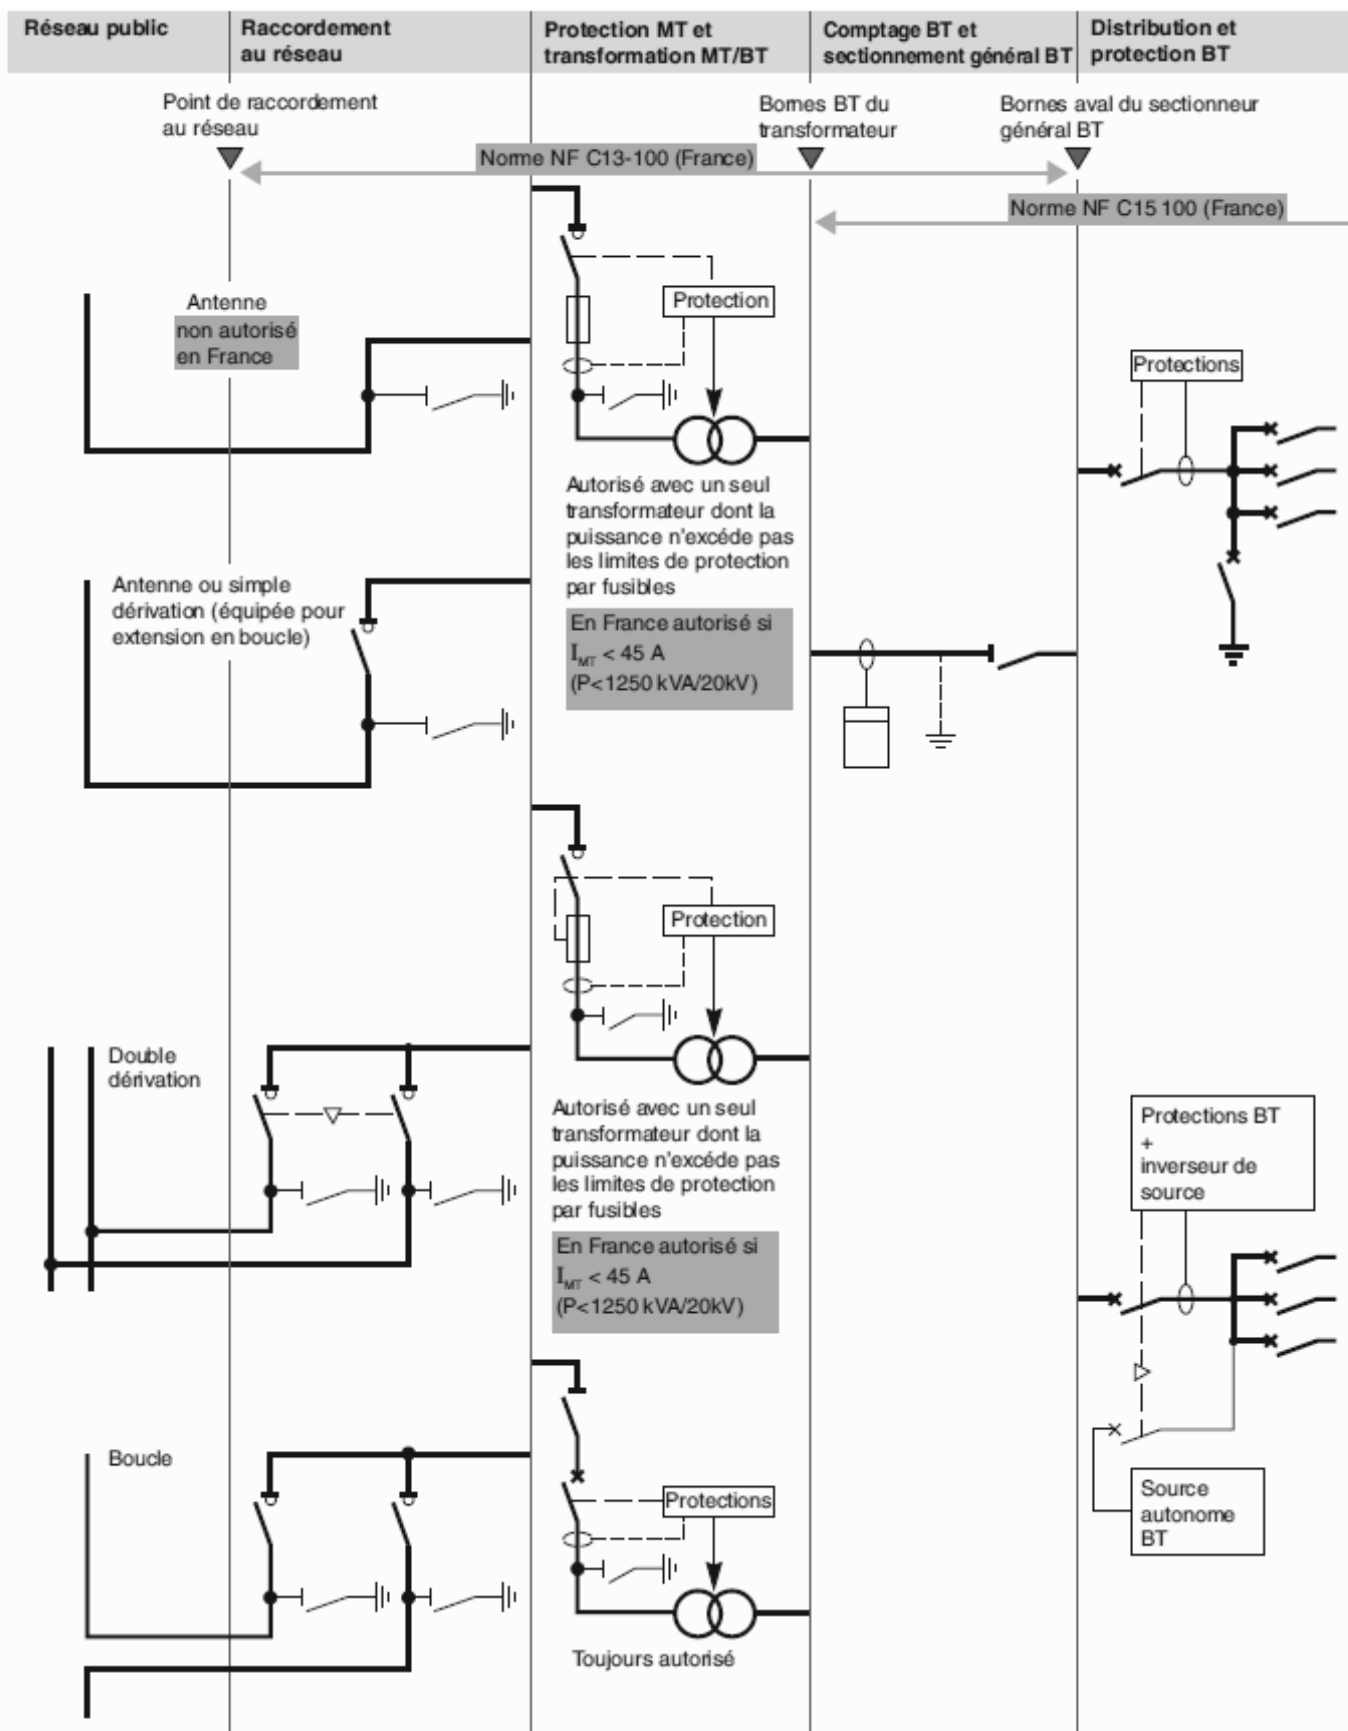 Réseau public
Raccordement
au réseau
Protection MT et
transformation MT/BT
Comptage BT et
sectionnement général BT
Distribution et
protection BT
Point de raccordement
au réseau
Bornes BT du
transformateur
Bornes aval du sectionneur
général BT
Norme NF C13-100 (France)
Norme NF C15 100 (France)
Antenne
non autorisé
en France
Protection
Protections
Autorisé avec un seul
transformateur dont la
puissance n'excéde pas
les limites de protection
par fusibles
En France autorisé si
I_MT < 45 A
(P<1250 kVA/20kV)
Antenne ou simple
dérivation (équipée pour
extension en boucle)
Protection
Double
dérivation
Autorisé avec un seul
transformateur dont la
puissance n'excéde pas
les limites de protection
par fusibles
En France autorisé si
I_MT < 45 A
(P<1250 kVA/20kV)
Protections BT
+
inverseur de
source
Boucle
Protections
Toujours autorisé
Source
autonome
BT